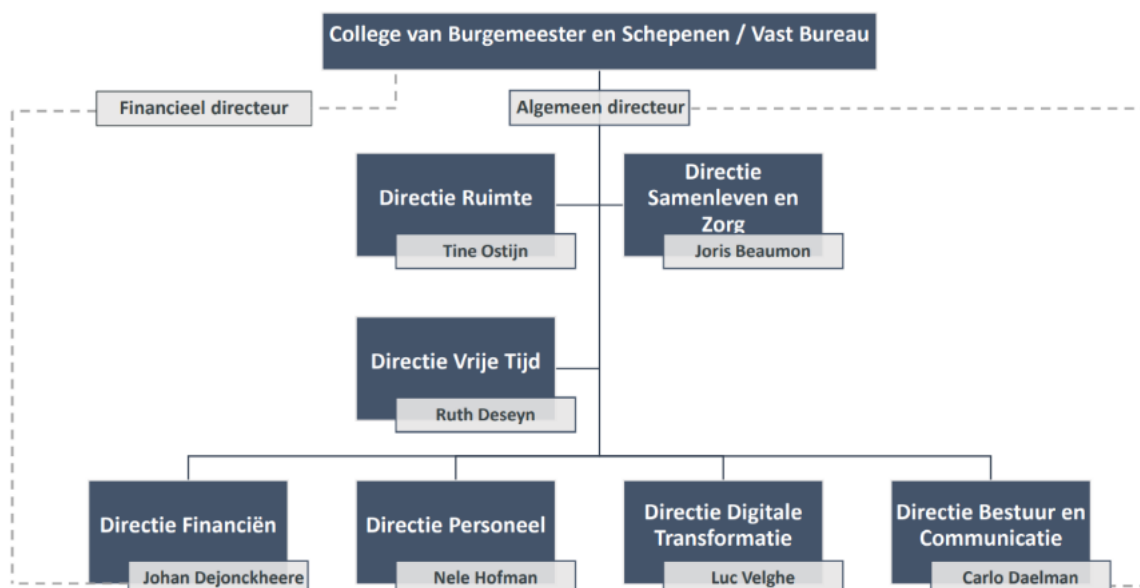 College van Burgemeester en Schepenen / Vast Bureau
Financieel directeur
Algemeen directeur
Directie Ruimte
Tine Ostijn
Directie
Samenleven en
Zorg
Joris Beaumon
Directie Vrije Tijd
Ruth Deseyn
Directie Financiën
Johan Dejonckheere
Directie Personeel
Nele Hofman
Directie Digitale
Transformatie
Luc Velghe
Directie Bestuur en
Communicatie
Carlo Daelman